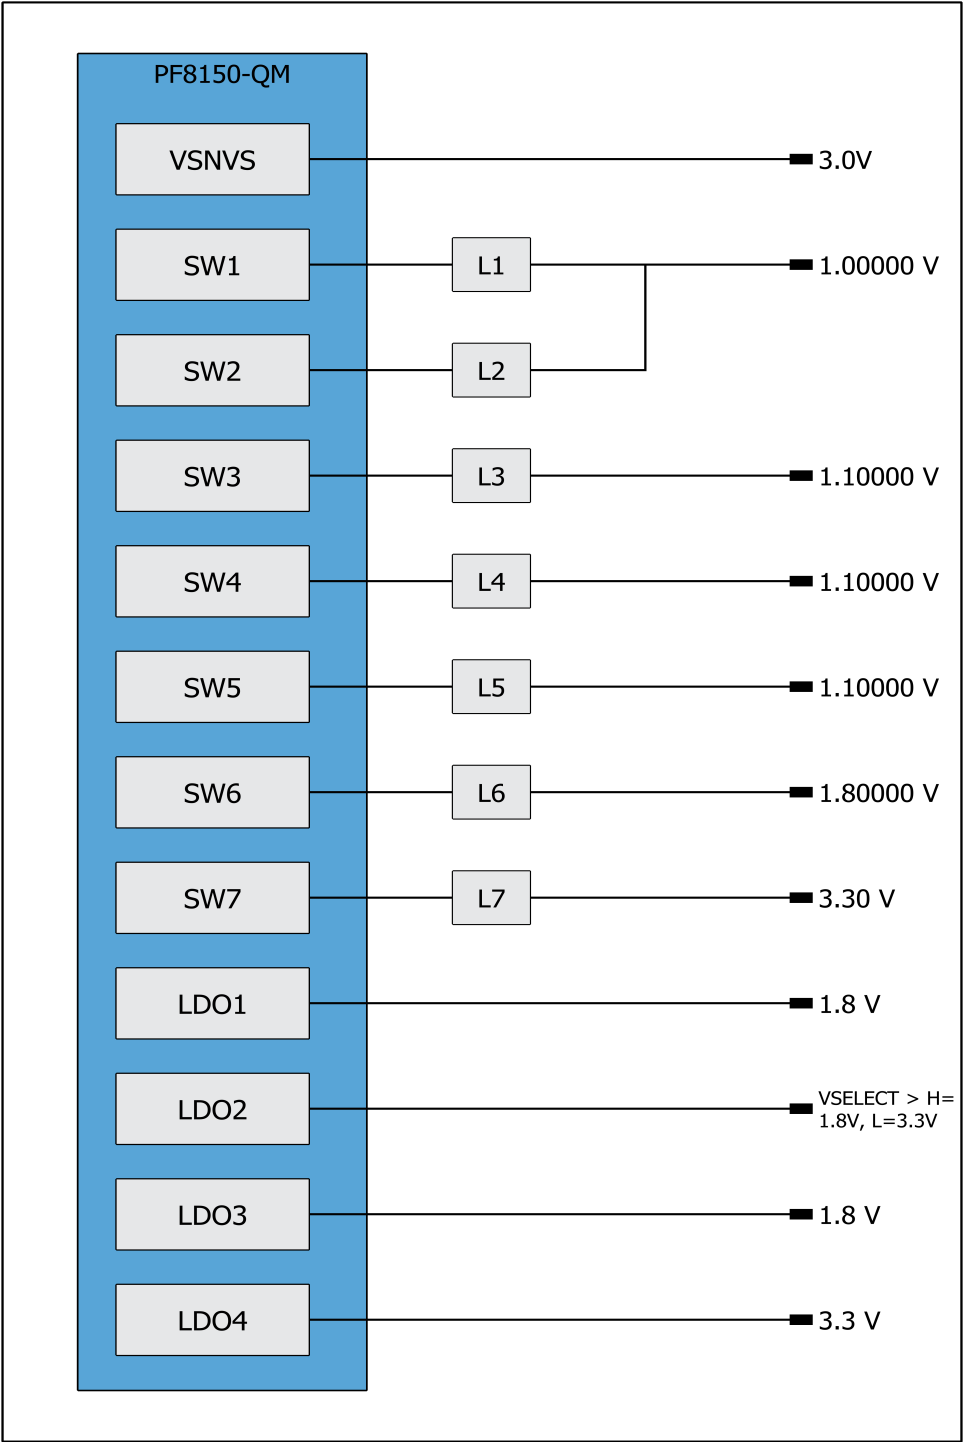 PF8150-QM
VSNVS
3.0V
SW1
L1
1.00000 V
SW2
L2
SW3
L3
1.10000 V
SW4
L4
1.10000 V
SW5
L5
1.10000 V
SW6
L6
1.80000 V
SW7
L7
3.30 V
LDO1
1.8 V
LDO2
VSELECT > H=
1.8V, L=3.3V
LDO3
1.8 V
LDO4
3.3 V